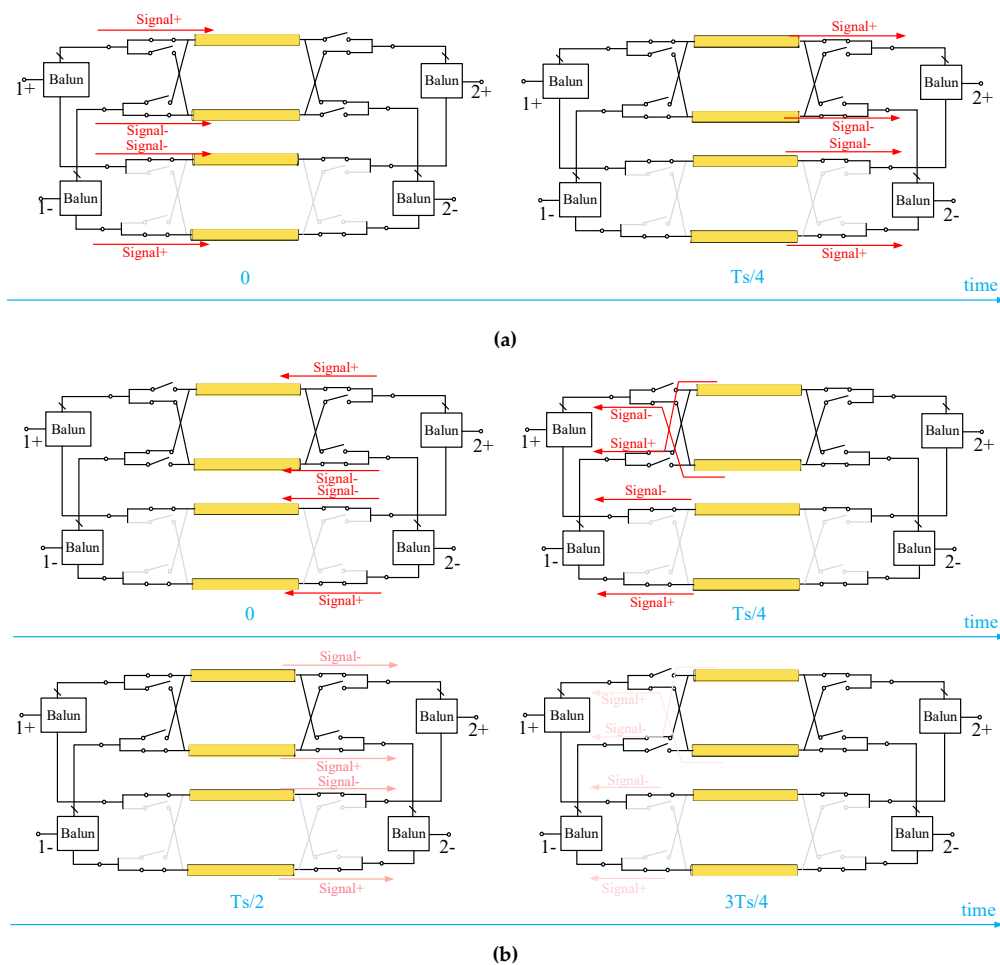 Signal+
Signal+
Balun
Balun
Balun
Balun
1+
2+
1+
2+
Signal-
Signal-
Signal-
Signal-
Balun
Balun
Balun
Balun
1-
2-
1-
2-
Signal+
Signal+
0
Ts/4
time
(a)
Signal+
Signal-
Balun
Balun
Balun
Balun
1+
2+
1+
2+
Signal+
Signal-
Signal-
Signal-
Balun
Balun
Balun
Balun
1-
2-
1-
2-
Signal+
Signal+
0
Ts/4
time
Signal-
Signal+
Balun
Balun
Balun
Balun
1+
2+
1+
2+
Signal-
Signal+
Signal-
Signal-
Balun
Balun
Balun
Balun
1-
2-
1-
2-
Signal+
Signal+
Ts/2
3Ts/4
time
(b)